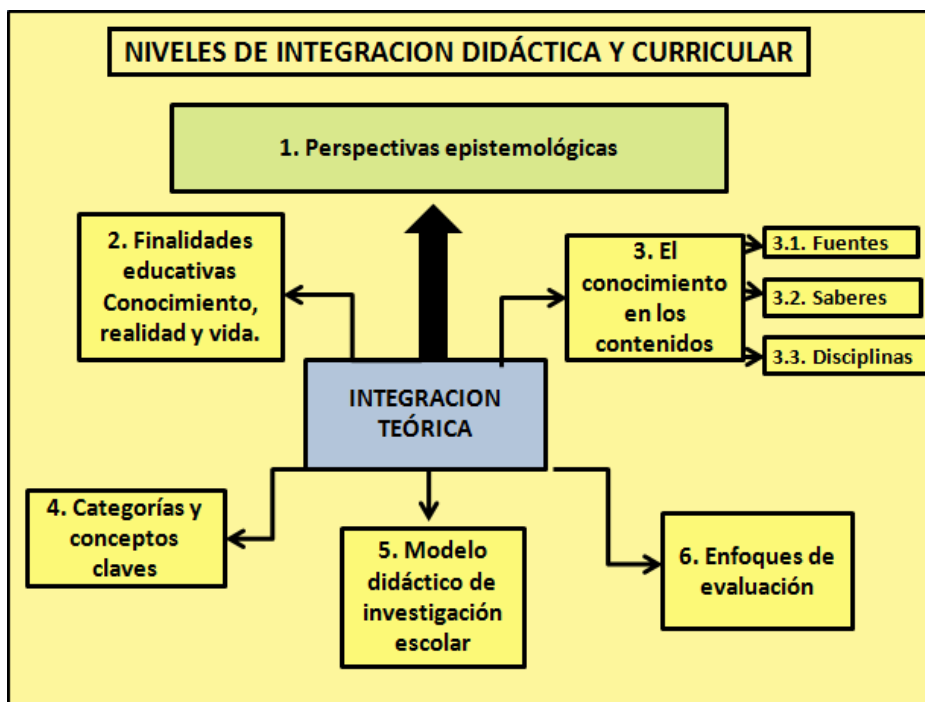 NIVELES DE INTEGRACION DIDÁCTICA Y CURRICULAR
1. Perspectivas epistemológicas
2. Finalidades
educativas
Conocimiento,
realidad y vida.
3. El
conocimiento
en los
contenidos
3.1. Fuentes
3.2. Saberes
3.3. Disciplinas
INTEGRACION
TEÓRICA
4. Categorías y
conceptos
claves
5. Modelo
didáctico de
investigación
escolar
6. Enfoques de
evaluación